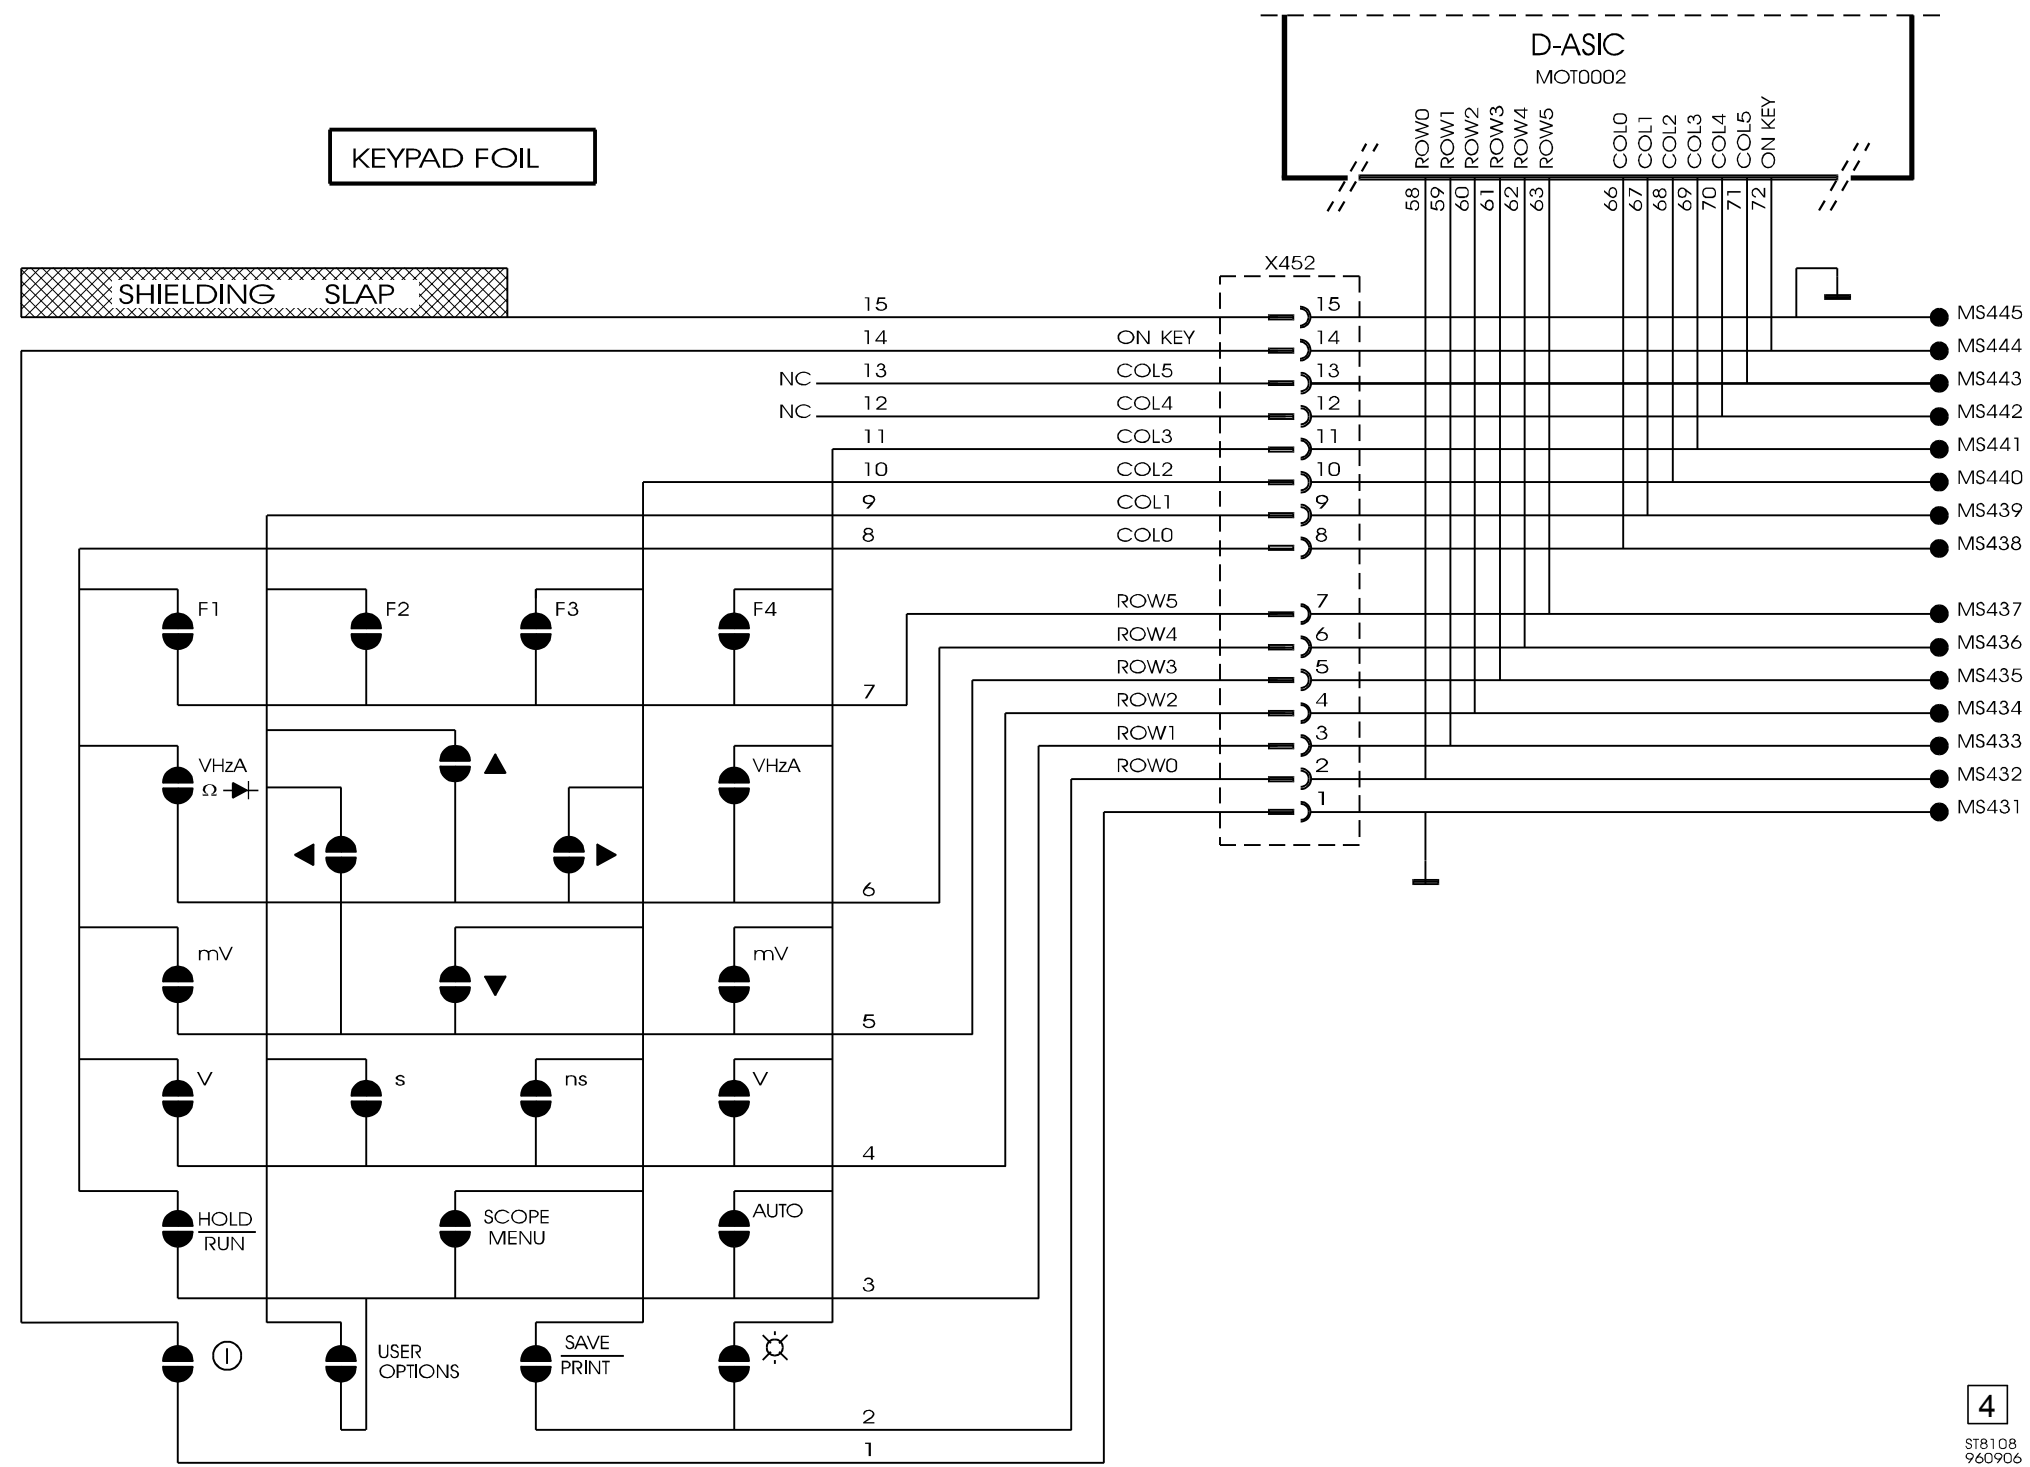 D-ASIC
MOT0002
ROW0 ROW1 ROW2 ROW3 ROW4 ROW5 COL0 COL1 COL2 COL3 COL4 COL5 ON KEY
58 59 60 61 62 63 66 67 68 69 70 71 72
KEYPAD FOIL
X452
SHIELDING SLAP
15 15 MS445
14 ON KEY 14 MS444
NC 13 COL5 13 MS443
NC 12 COL4 12 MS442
11 COL3 11 MS441
10 COL2 10 MS440
9 COL1 9 MS439
8 COL0 8 MS438
F1 F2 F3 F4
ROW5 7 MS437
ROW4 6 MS436
ROW3 5 MS435
7 ROW2 4 MS434
ROW1 3 MS433
VHzA VHzA ROW0 2 MS432
Ω
1 MS431
6
mV mV
5
V s ns V
4
HOLD SCOPE AUTO
RUN MENU
3
USER SAVE
OPTIONS PRINT
2
1
4
ST8108
960906